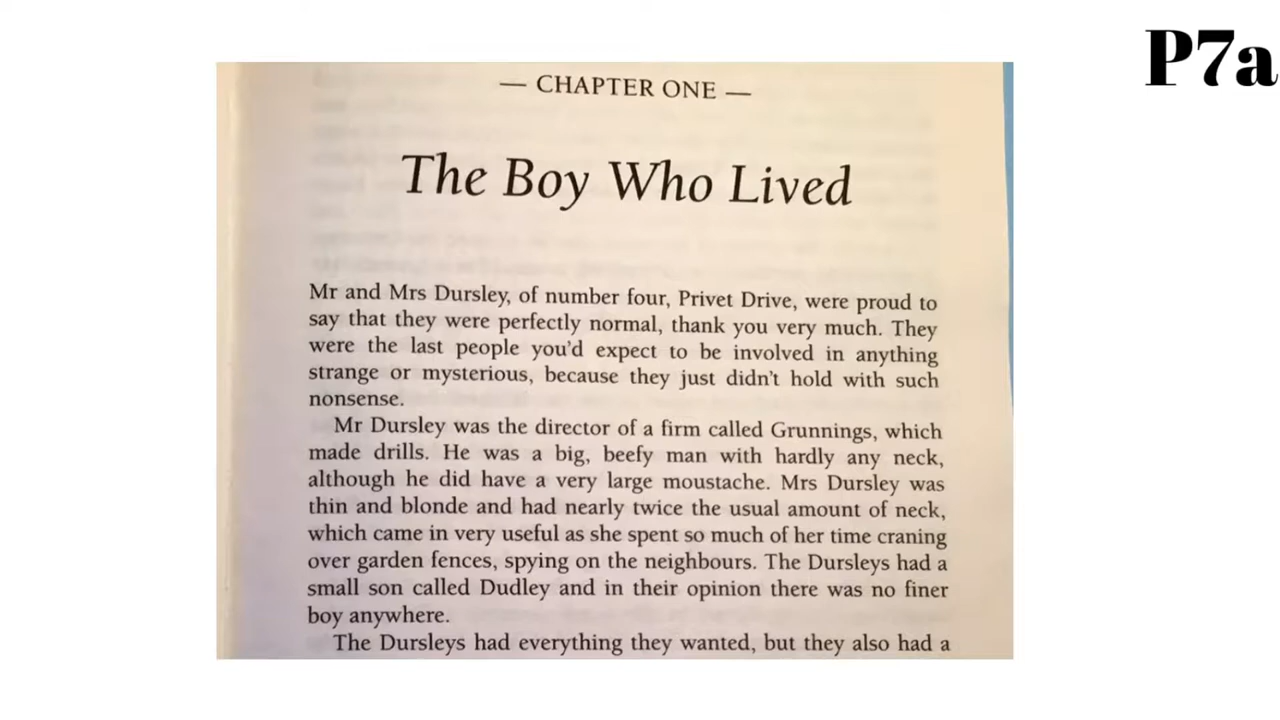 P7a
— CHAPTER ONE —
The Boy Who Lived
Mr and Mrs Dursley, of number four, Privet Drive, were proud to
say that they were perfectly normal, thank you very much. They
were the last people you'd expect to be involved in anything
strange or mysterious, because they just didn't hold with such
nonsense.
Mr Dursley was the director of a firm called Grunnings, which
made drills. He was a big, beefy man with hardly any neck,
although he did have a very large moustache. Mrs Dursley was
thin and blonde and had nearly twice the usual amount of neck,
which came in very useful as she spent so much of her time craning
over garden fences, spying on the neighbours. The Dursleys had a
small son called Dudley and in their opinion there was no finer
boy anywhere.
The Dursleys had everything they wanted, but they also had a